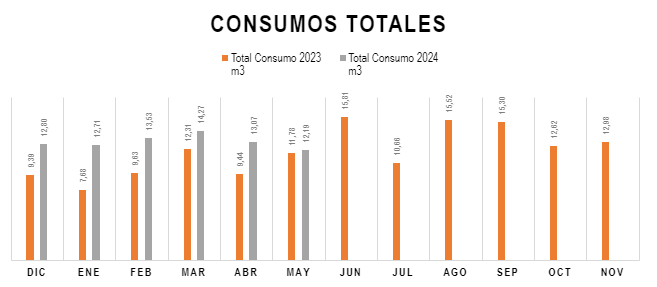 CONSUMOS TOTALES
Total Consumo 2023
m3
Total Consumo 2024
m3
9,39
12,80
7,68
12,71
9,63
13,53
12,31
14,27
9,44
13,07
11,78
12,19
15,81
10,66
15,52
15,30
12,62
12,98
DIC
ENE
FEB
MAR
ABR
MAY
JUN
JUL
AGO
SEP
OCT
NOV